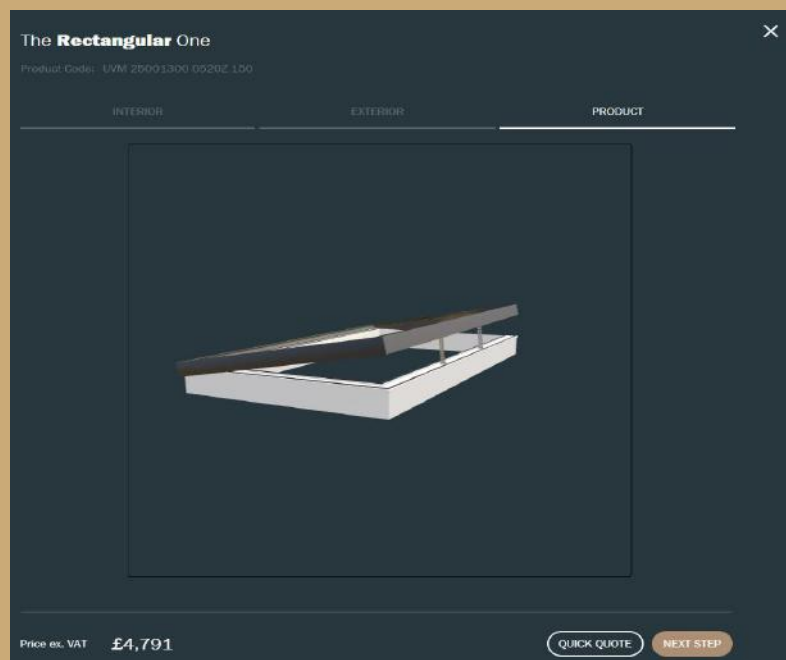 The Rectangular One
Product Code: UVM 25001300 0520Z 150
INTERIOR
EXTERIOR
PRODUCT
Price ex. VAT £4,791
QUICK QUOTE
NEXT STEP